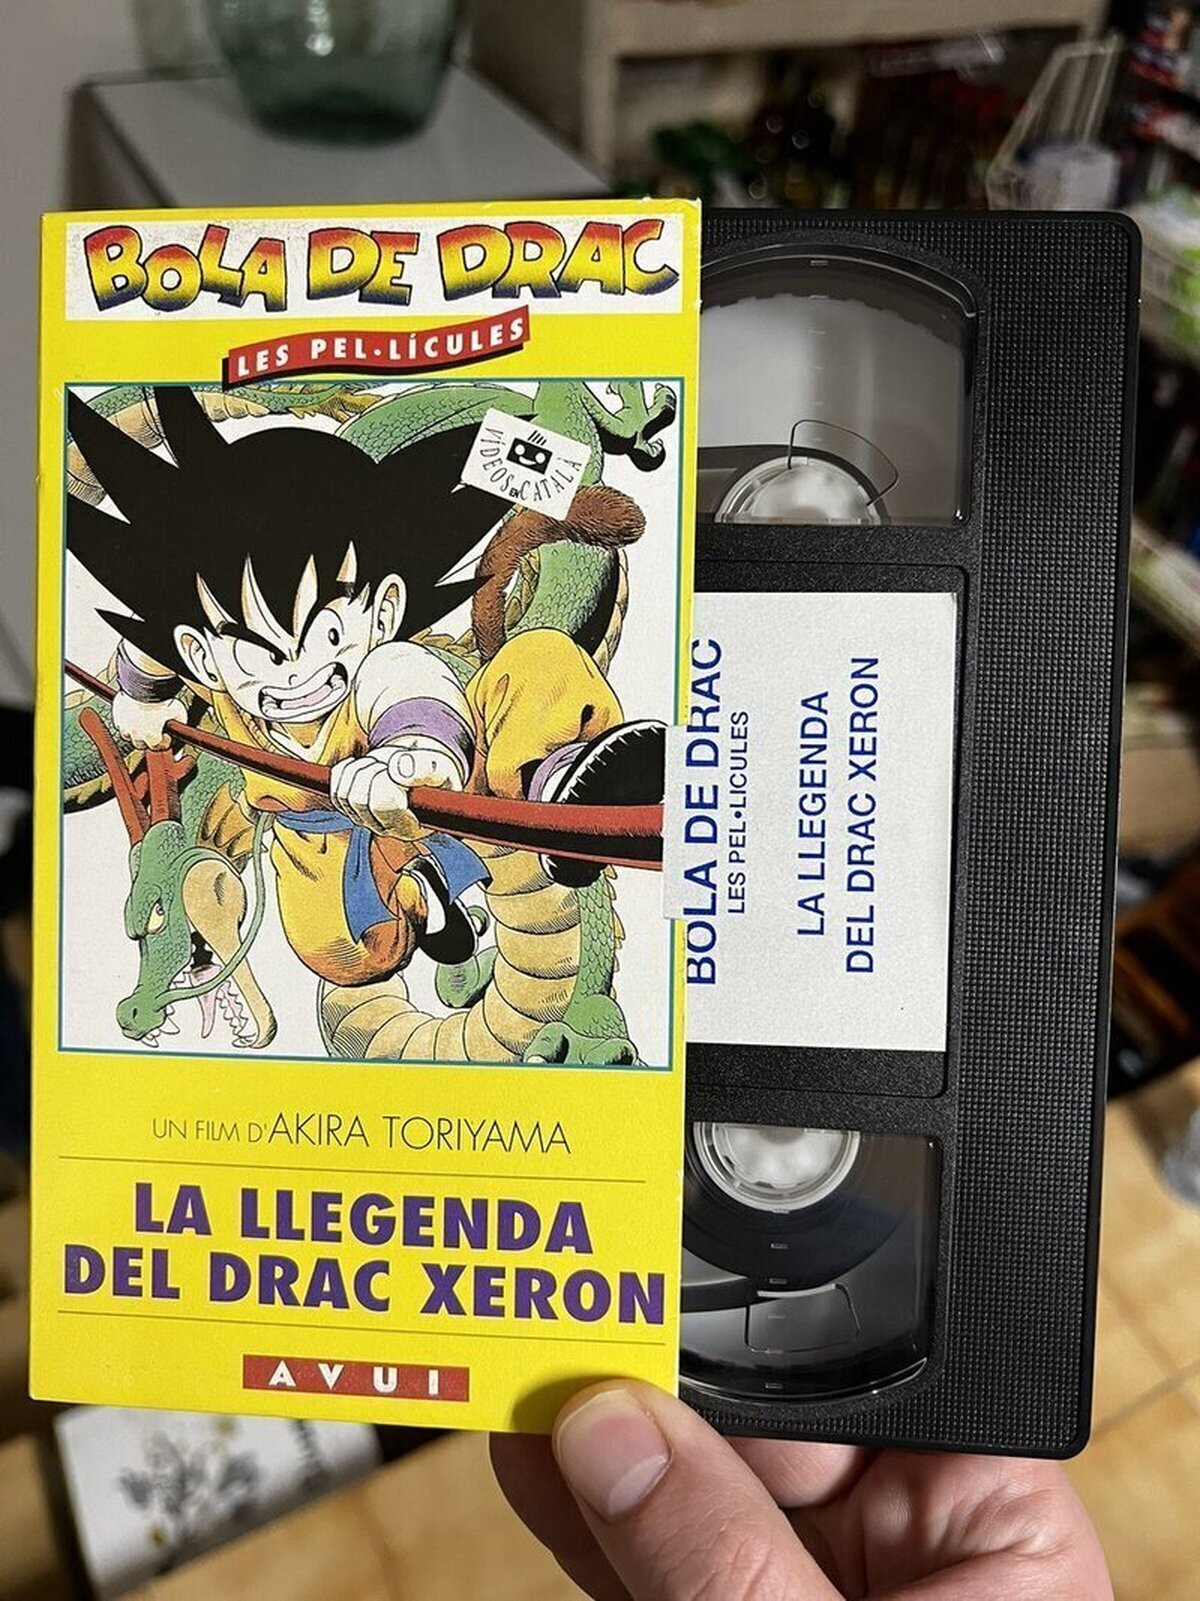 BOLA DE DRAC
LES PEL·LÍCULES
VÍDEOS EN CATALÀ
UN FILM D'AKIRA TORIYAMA
LA LLEGENDA
DEL DRAC XERON
AVUI
BOLA DE DRAC
LES PEL•LICULES
LA LLEGENDA
DEL DRAC XERON